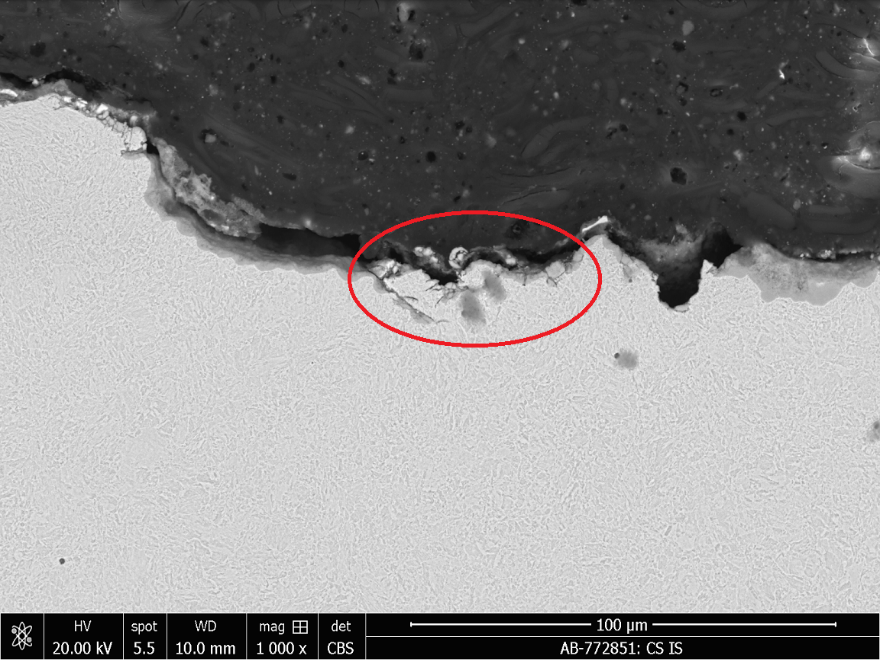 HV spot WD mag det 100 µm
20.00 kV 5.5 10.0 mm 1 000 x CBS AB-772851: CS IS